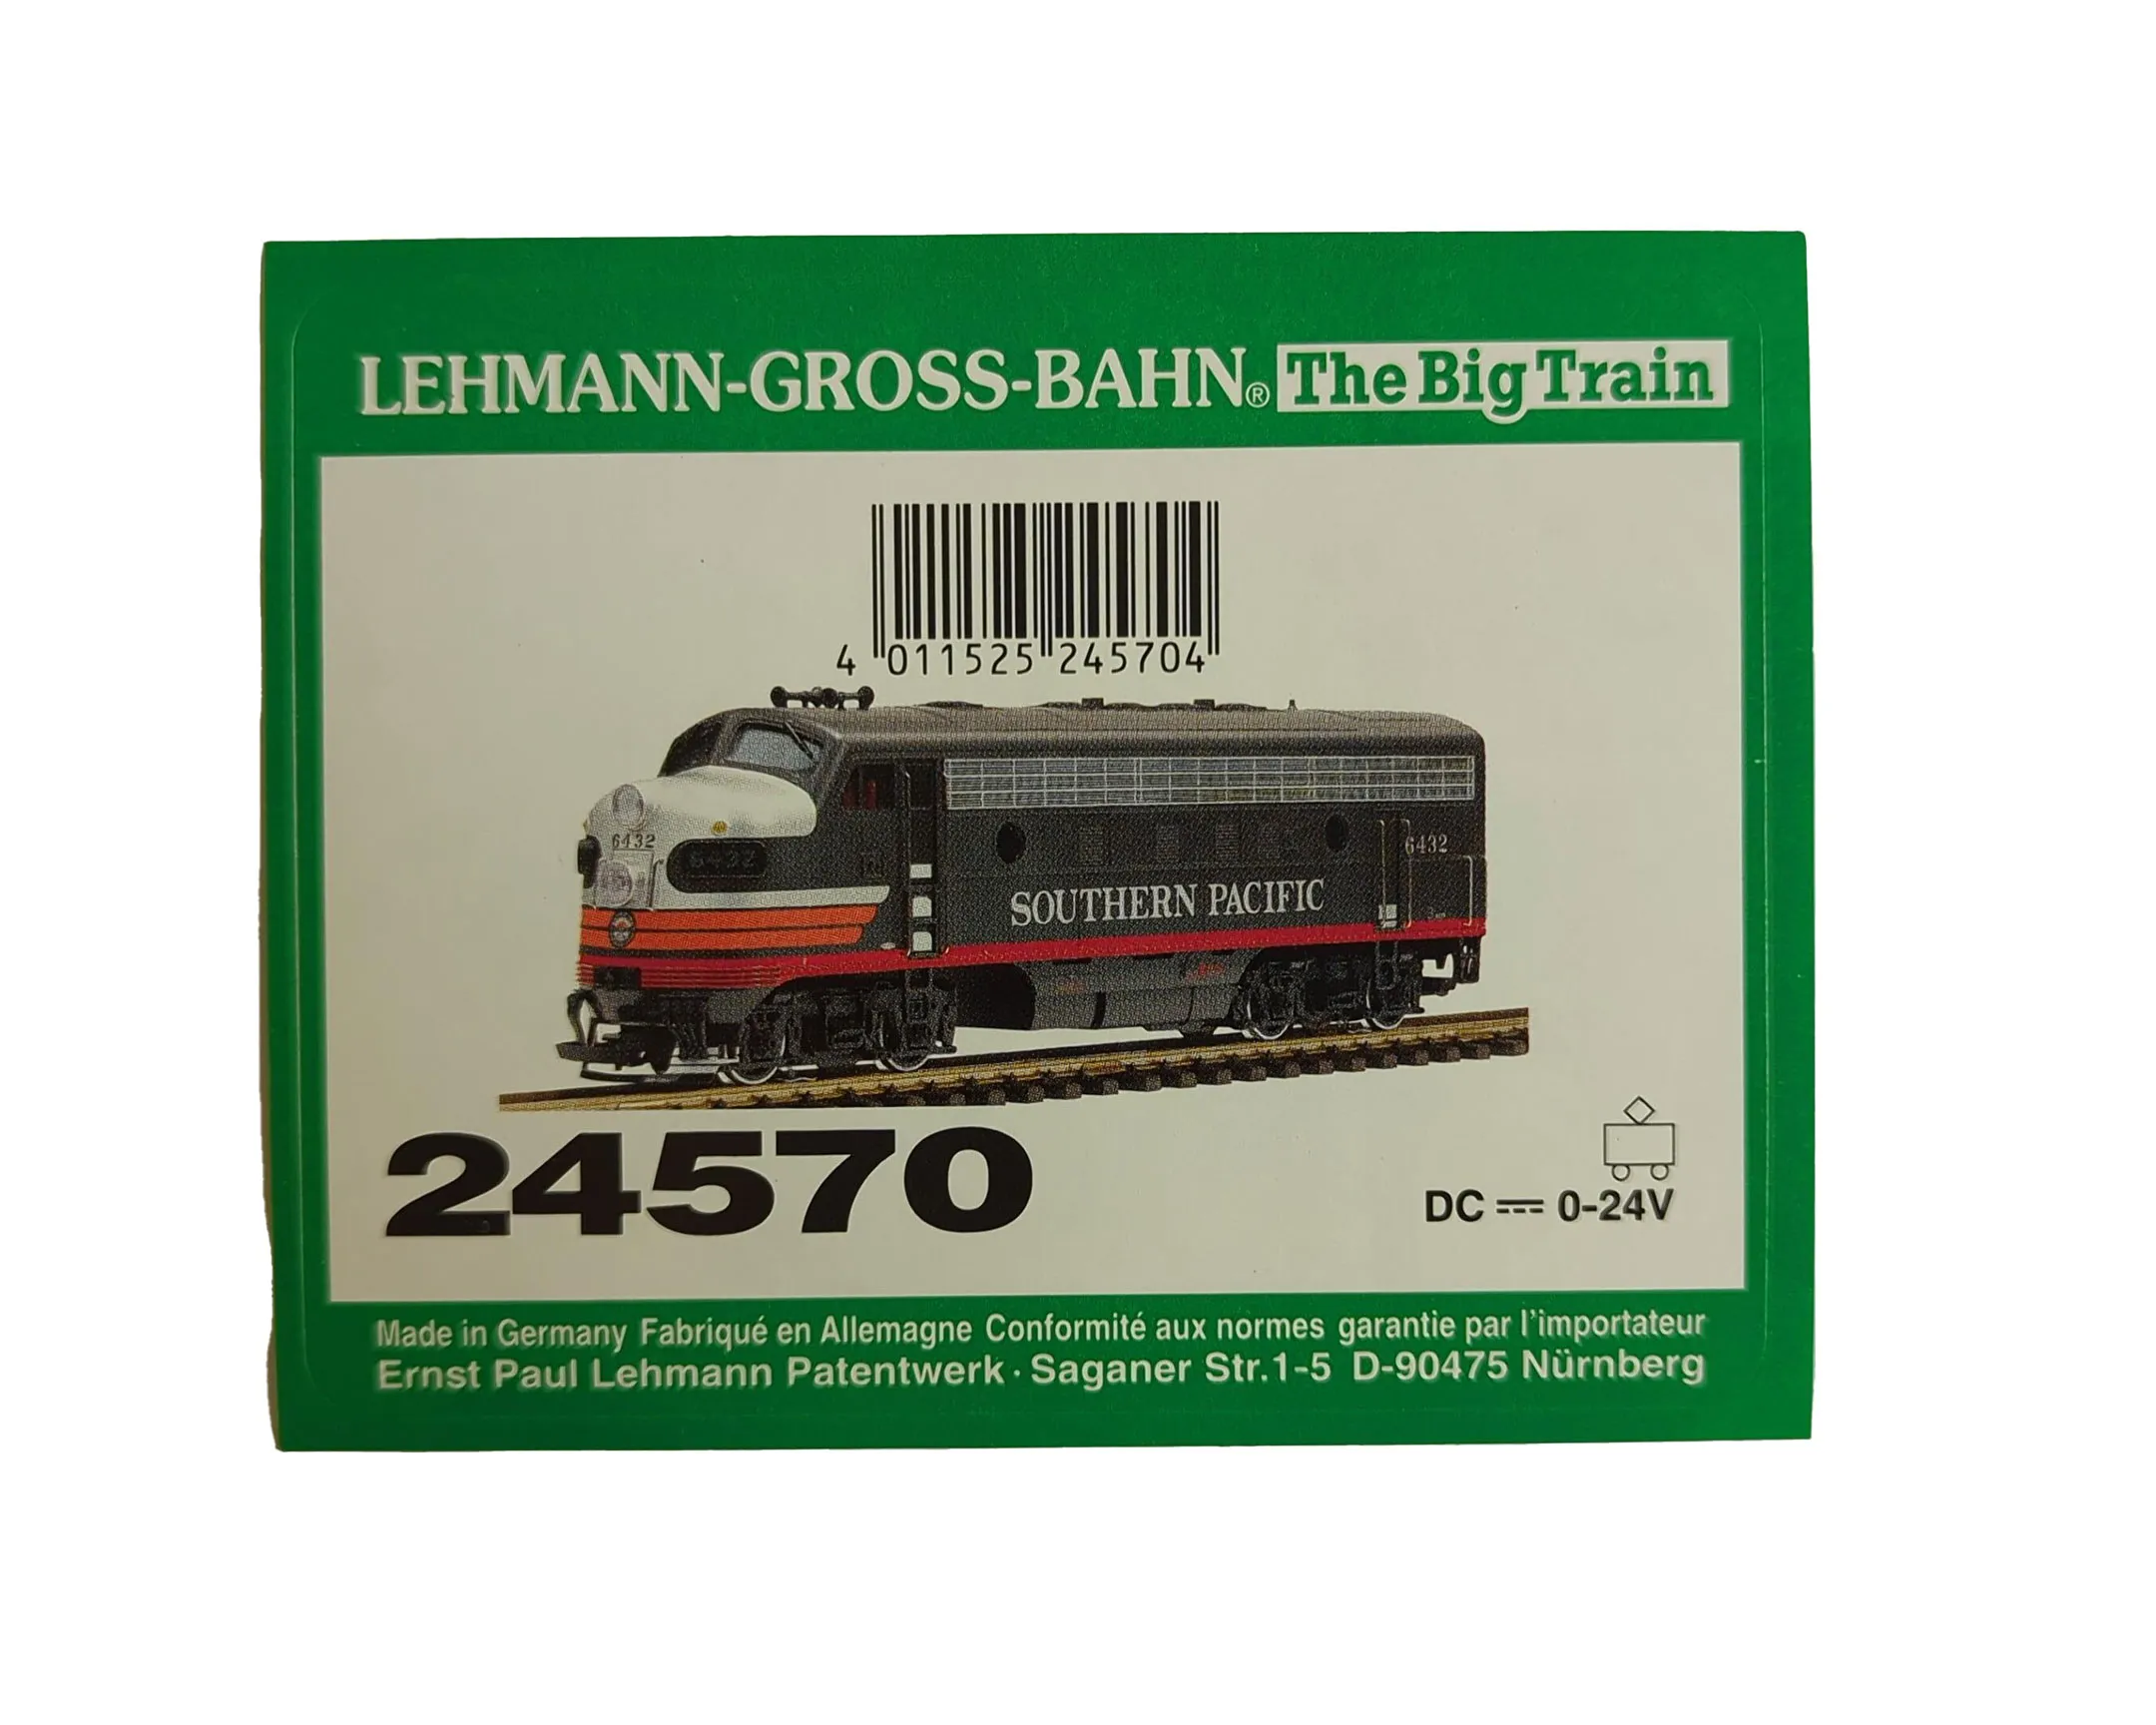 LEHMANN-GROSS-BAHN® The Big Train
4 011525 245704
6432
6432
6432
SOUTHERN PACIFIC
24570
DC 0-24V
Made in Germany Fabriqué en Allemagne Conformité aux normes garantie par l'importateur
Ernst Paul Lehmann Patentwerk · Saganer Str.1-5 D-90475 Nürnberg